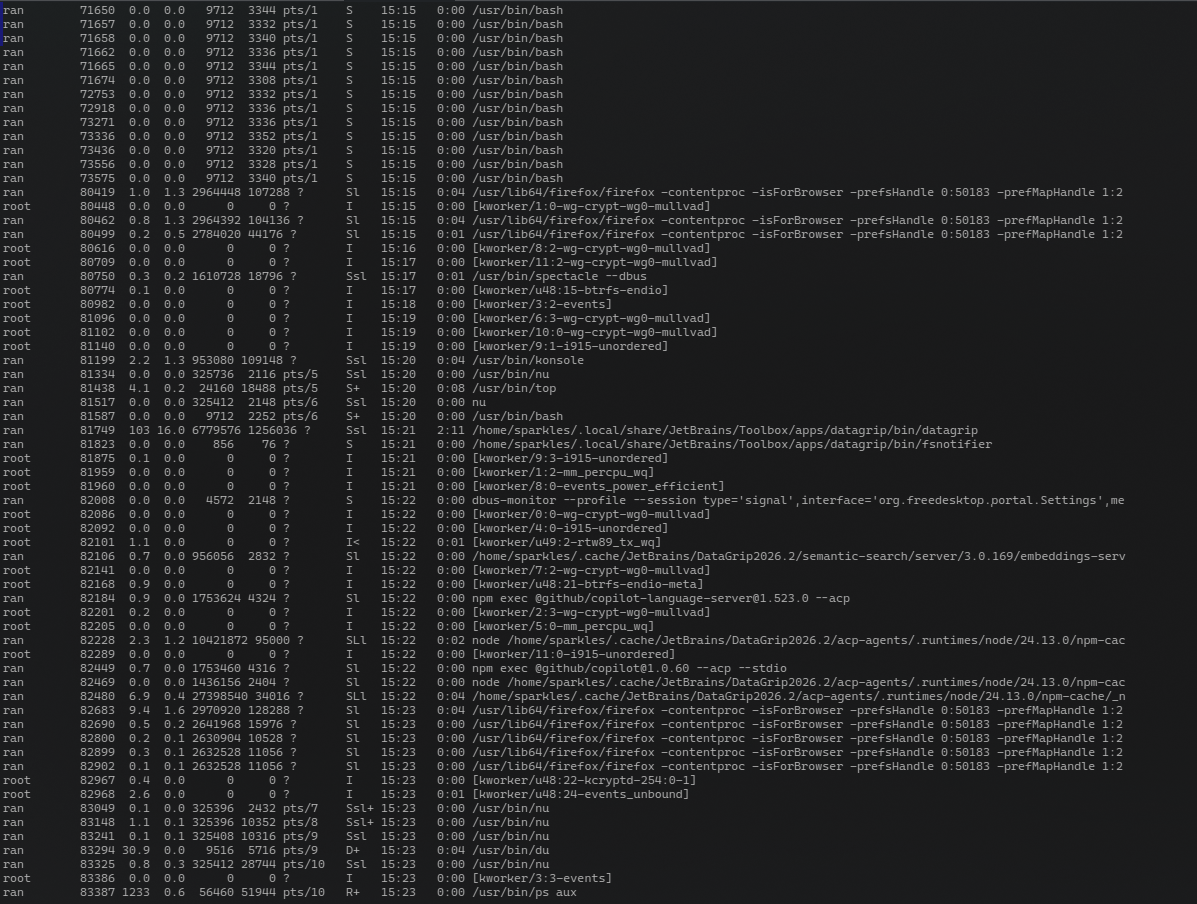 ran 71650 0.0 0.0 9712 3344 pts/1 S 15:15 0:00 /usr/bin/bash
ran 71657 0.0 0.0 9712 3332 pts/1 S 15:15 0:00 /usr/bin/bash
ran 71658 0.0 0.0 9712 3340 pts/1 S 15:15 0:00 /usr/bin/bash
ran 71662 0.0 0.0 9712 3336 pts/1 S 15:15 0:00 /usr/bin/bash
ran 71665 0.0 0.0 9712 3344 pts/1 S 15:15 0:00 /usr/bin/bash
ran 71674 0.0 0.0 9712 3308 pts/1 S 15:15 0:00 /usr/bin/bash
ran 72753 0.0 0.0 9712 3332 pts/1 S 15:15 0:00 /usr/bin/bash
ran 72918 0.0 0.0 9712 3336 pts/1 S 15:15 0:00 /usr/bin/bash
ran 73271 0.0 0.0 9712 3336 pts/1 S 15:15 0:00 /usr/bin/bash
ran 73336 0.0 0.0 9712 3352 pts/1 S 15:15 0:00 /usr/bin/bash
ran 73436 0.0 0.0 9712 3320 pts/1 S 15:15 0:00 /usr/bin/bash
ran 73556 0.0 0.0 9712 3328 pts/1 S 15:15 0:00 /usr/bin/bash
ran 73575 0.0 0.0 9712 3340 pts/1 S 15:15 0:00 /usr/bin/bash
ran 80419 1.0 1.3 2964448 107288 ? Sl 15:15 0:04 /usr/lib64/firefox/firefox -contentproc -isForBrowser -prefsHandle 0:50183 -prefMapHandle 1:2
root 80448 0.0 0.0 0 0 ? I 15:15 0:00 [kworker/1:0-wg-crypt-wg0-mullvad]
ran 80462 0.8 1.3 2964392 104136 ? Sl 15:15 0:04 /usr/lib64/firefox/firefox -contentproc -isForBrowser -prefsHandle 0:50183 -prefMapHandle 1:2
ran 80499 0.2 0.5 2784020 44176 ? Sl 15:15 0:01 /usr/lib64/firefox/firefox -contentproc -isForBrowser -prefsHandle 0:50183 -prefMapHandle 1:2
root 80616 0.0 0.0 0 0 ? I 15:16 0:00 [kworker/8:2-wg-crypt-wg0-mullvad]
root 80709 0.0 0.0 0 0 ? I 15:17 0:00 [kworker/11:2-wg-crypt-wg0-mullvad]
ran 80750 0.3 0.2 1610728 18796 ? Ssl 15:17 0:01 /usr/bin/spectacle --dbus
root 80774 0.1 0.0 0 0 ? I 15:17 0:00 [kworker/u48:15-btrfs-endio]
root 80982 0.0 0.0 0 0 ? I 15:18 0:00 [kworker/3:2-events]
root 81096 0.0 0.0 0 0 ? I 15:19 0:00 [kworker/6:3-wg-crypt-wg0-mullvad]
root 81102 0.0 0.0 0 0 ? I 15:19 0:00 [kworker/10:0-wg-crypt-wg0-mullvad]
root 81140 0.0 0.0 0 0 ? I 15:19 0:00 [kworker/9:1-i915-unordered]
ran 81199 2.2 1.3 953080 109148 ? Ssl 15:20 0:04 /usr/bin/konsole
ran 81334 0.0 0.0 325736 2116 pts/5 Ssl 15:20 0:00 /usr/bin/nu
ran 81438 4.1 0.2 24160 18488 pts/5 S+ 15:20 0:08 /usr/bin/top
ran 81517 0.0 0.0 325412 2148 pts/6 Ssl 15:20 0:00 nu
ran 81587 0.0 0.0 9712 2252 pts/6 S+ 15:20 0:00 /usr/bin/bash
ran 81749 103 16.0 6779576 1256036 ? Ssl 15:21 2:11 /home/sparkles/.local/share/JetBrains/Toolbox/apps/datagrip/bin/datagrip
ran 81823 0.0 0.0 856 76 ? S 15:21 0:00 /home/sparkles/.local/share/JetBrains/Toolbox/apps/datagrip/bin/fsnotifier
root 81875 0.1 0.0 0 0 ? I 15:21 0:00 [kworker/9:3-i915-unordered]
root 81959 0.0 0.0 0 0 ? I 15:21 0:00 [kworker/1:2-mm_percpu_wq]
root 81960 0.0 0.0 0 0 ? I 15:21 0:00 [kworker/8:0-events_power_efficient]
ran 82008 0.0 0.0 4572 2148 ? S 15:22 0:00 dbus-monitor --profile --session type='signal',interface='org.freedesktop.portal.Settings',me
root 82086 0.0 0.0 0 0 ? I 15:22 0:00 [kworker/0:0-wg-crypt-wg0-mullvad]
root 82092 0.0 0.0 0 0 ? I 15:22 0:00 [kworker/4:0-i915-unordered]
root 82101 1.1 0.0 0 0 ? I< 15:22 0:01 [kworker/u49:2-rtw89_tx_wq]
ran 82106 0.7 0.0 956056 2832 ? Sl 15:22 0:00 /home/sparkles/.cache/JetBrains/DataGrip2026.2/semantic-search/server/3.0.169/embeddings-serv
root 82141 0.0 0.0 0 0 ? I 15:22 0:00 [kworker/7:2-wg-crypt-wg0-mullvad]
root 82168 0.9 0.0 0 0 ? I 15:22 0:00 [kworker/u48:21-btrfs-endio-meta]
ran 82184 0.9 0.0 1753624 4324 ? Sl 15:22 0:00 npm exec @github/copilot-language-server@1.523.0 --acp
root 82201 0.2 0.0 0 0 ? I 15:22 0:00 [kworker/2:3-wg-crypt-wg0-mullvad]
root 82205 0.0 0.0 0 0 ? I 15:22 0:00 [kworker/5:0-mm_percpu_wq]
ran 82228 2.3 1.2 10421872 95000 ? SLl 15:22 0:02 node /home/sparkles/.cache/JetBrains/DataGrip2026.2/acp-agents/.runtimes/node/24.13.0/npm-cac
root 82289 0.0 0.0 0 0 ? I 15:22 0:00 [kworker/11:0-i915-unordered]
ran 82449 0.7 0.0 1753460 4316 ? Sl 15:22 0:00 npm exec @github/copilot@1.0.60 --acp --stdio
ran 82469 0.0 0.0 1436156 2404 ? Sl 15:22 0:00 node /home/sparkles/.cache/JetBrains/DataGrip2026.2/acp-agents/.runtimes/node/24.13.0/npm-cac
ran 82480 6.9 0.4 27398540 34016 ? SLl 15:22 0:04 /home/sparkles/.cache/JetBrains/DataGrip2026.2/acp-agents/.runtimes/node/24.13.0/npm-cache/_n
ran 82683 9.4 1.6 2970920 128288 ? Sl 15:23 0:04 /usr/lib64/firefox/firefox -contentproc -isForBrowser -prefsHandle 0:50183 -prefMapHandle 1:2
ran 82690 0.5 0.2 2641968 15976 ? Sl 15:23 0:00 /usr/lib64/firefox/firefox -contentproc -isForBrowser -prefsHandle 0:50183 -prefMapHandle 1:2
ran 82800 0.2 0.1 2630904 10528 ? Sl 15:23 0:00 /usr/lib64/firefox/firefox -contentproc -isForBrowser -prefsHandle 0:50183 -prefMapHandle 1:2
ran 82899 0.3 0.1 2632528 11056 ? Sl 15:23 0:00 /usr/lib64/firefox/firefox -contentproc -isForBrowser -prefsHandle 0:50183 -prefMapHandle 1:2
ran 82902 0.1 0.1 2632528 11056 ? Sl 15:23 0:00 /usr/lib64/firefox/firefox -contentproc -isForBrowser -prefsHandle 0:50183 -prefMapHandle 1:2
root 82967 0.4 0.0 0 0 ? I 15:23 0:00 [kworker/u48:22-kcryptd-254:0-1]
root 82968 2.6 0.0 0 0 ? I 15:23 0:01 [kworker/u48:24-events_unbound]
ran 83049 0.1 0.0 325396 2432 pts/7 Ssl+ 15:23 0:00 /usr/bin/nu
ran 83148 1.1 0.1 325396 10352 pts/8 Ssl+ 15:23 0:00 /usr/bin/nu
ran 83241 0.1 0.1 325408 10316 pts/9 Ssl 15:23 0:00 /usr/bin/nu
ran 83294 30.9 0.0 9516 5716 pts/9 D+ 15:23 0:04 /usr/bin/du
ran 83325 0.8 0.3 325412 28744 pts/10 Ssl 15:23 0:00 /usr/bin/nu
root 83386 0.0 0.0 0 0 ? I 15:23 0:00 [kworker/3:3-events]
ran 83387 1233 0.6 56460 51944 pts/10 R+ 15:23 0:00 /usr/bin/ps aux